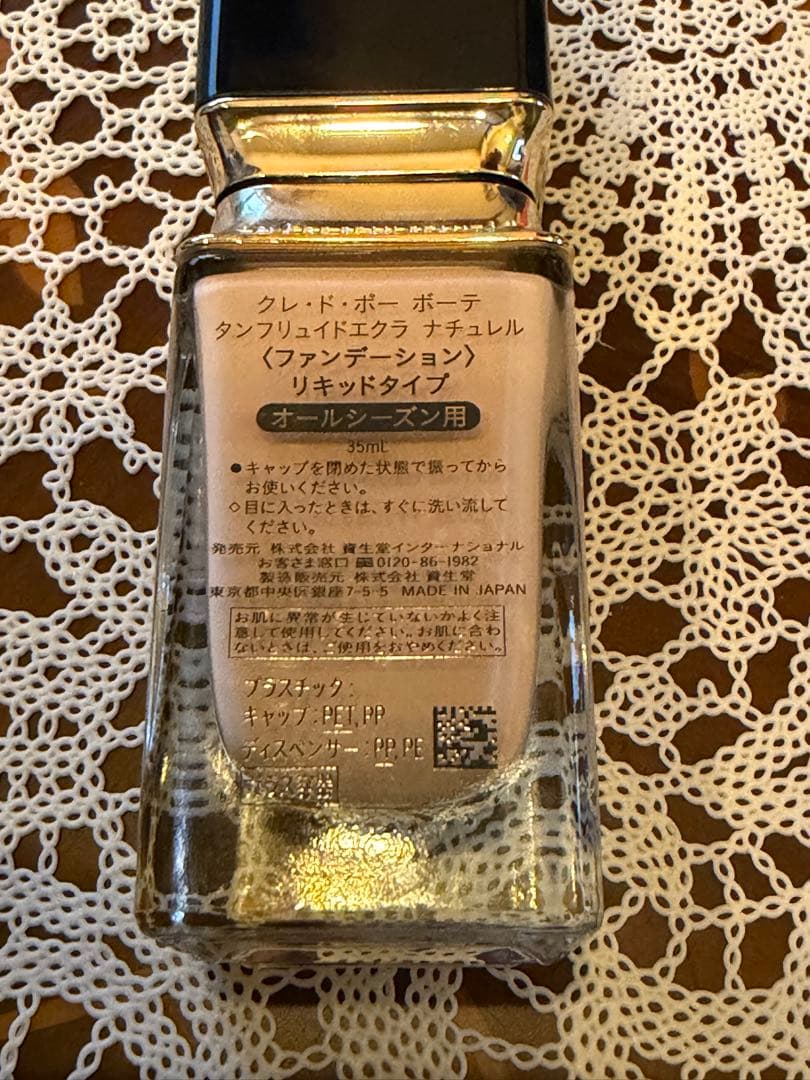 クレ・ド・ポー ボーテ
タンフリュイドエクラ ナチュレル
〈ファンデーション〉
リキッドタイプ
オールシーズン用
35mL
●キャップを閉めた状態で振ってから
お使いください。
◇目に入ったときは、すぐに洗い流して
ください。
発売元 株式会社 資生堂インターナショナル
お客さま窓口 0120-86-1982
製造販売元 株式会社 資生堂
東京都中央区銀座7-5-5 MADE IN JAPAN
お肌に異常が生じていないかよく注
意して使用してください。お肌に合わ
ないときは、ご使用をおやめください。
プラスチック:
キャップ:PET,PP
ディスペンサー:PP,PE
ガラス容器